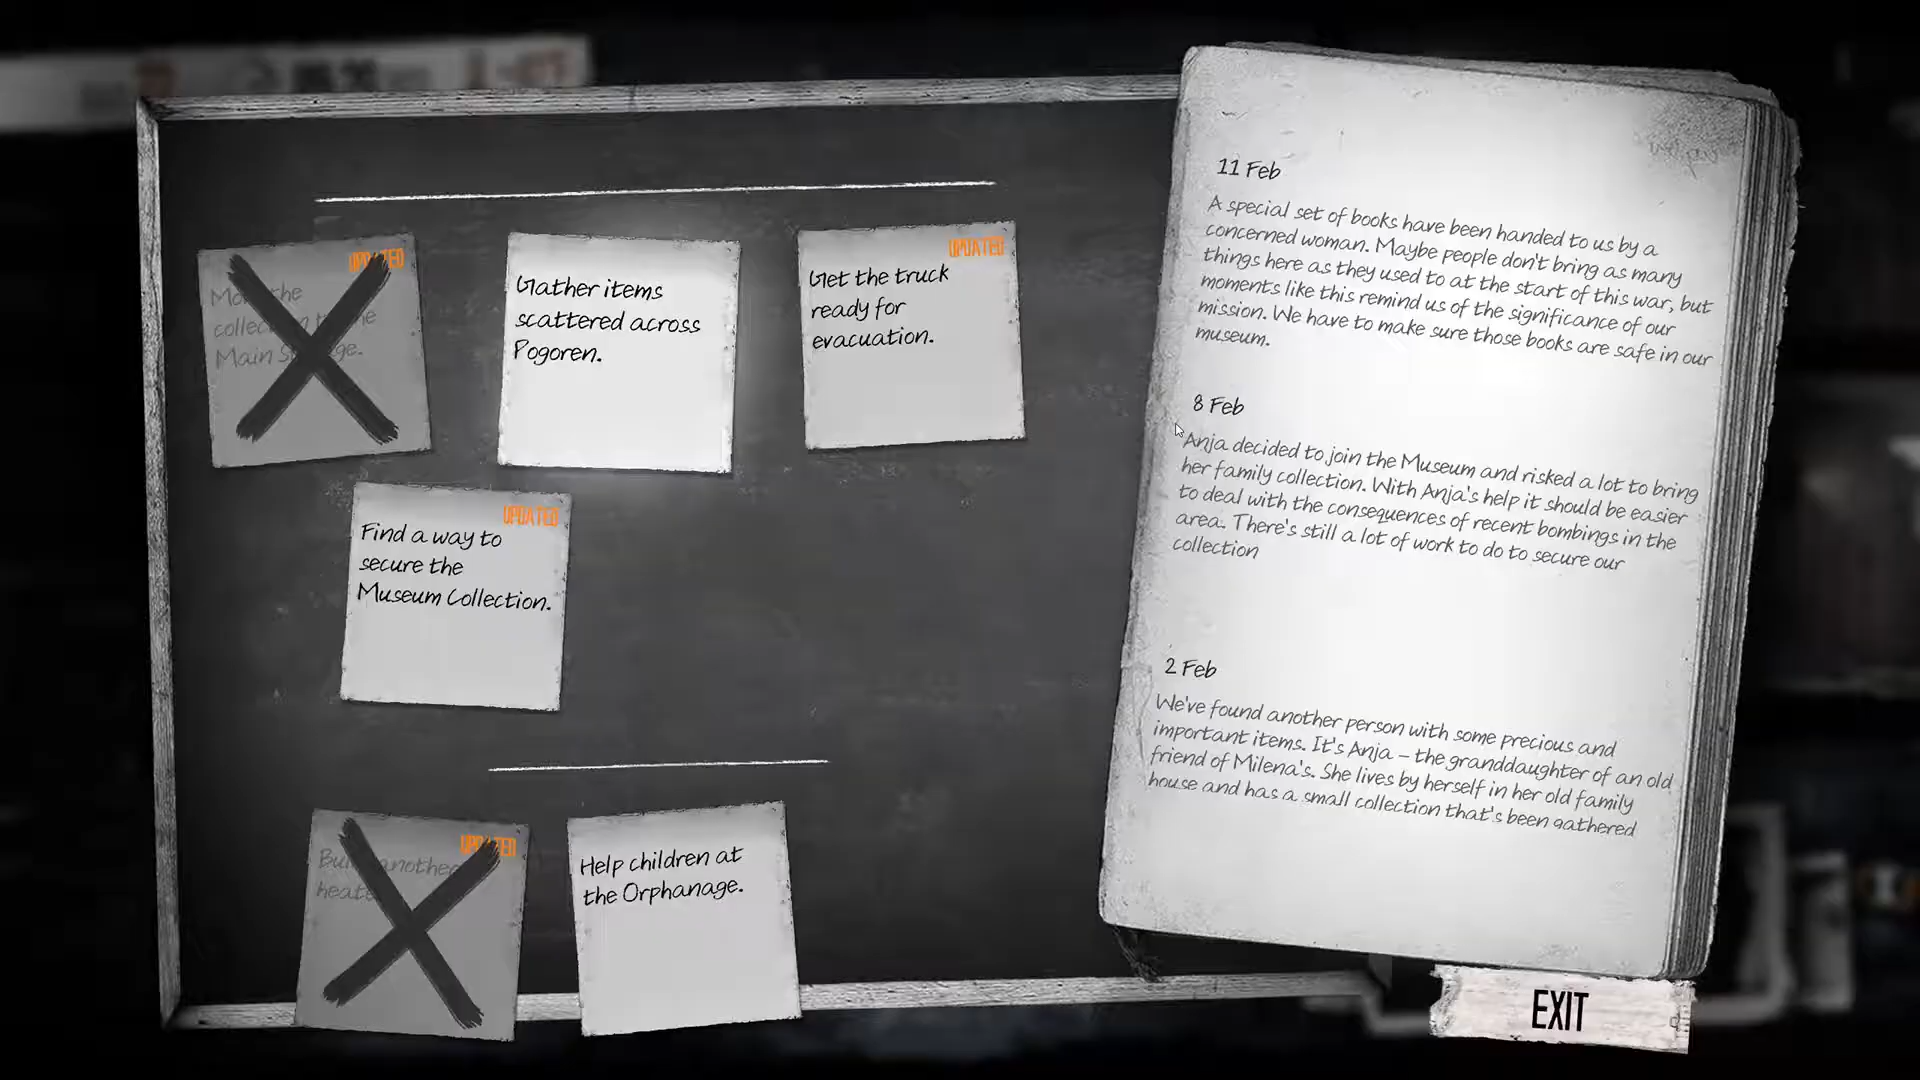 UPDATED
the
Main
Gather items
scattered across
Pogoren.
UPDATED
Get the truck
ready for
evacuation.
UPDATED
Find a way to
secure the
Museum Collection.
UPDATED
another
Help children at
the Orphanage.
11 Feb
A special set of books have been handed to us by a
concerned woman. Maybe people don't bring as many
things here as they used to at the start of this war, but
moments like this remind us of the significance of our
mission. We have to make sure those books are safe in our
museum.
8 Feb
Anja decided to join the Museum and risked a lot to bring
her family collection. With Anja's help it should be easier
to deal with the consequences of recent bombings in the
area. There's still a lot of work to do to secure our
collection
2 Feb
We've found another person with some precious and
important items. It's Anja – the granddaughter of an old
friend of Milena's. She lives by herself in her old family
house and has a small collection that's been gathered
EXIT